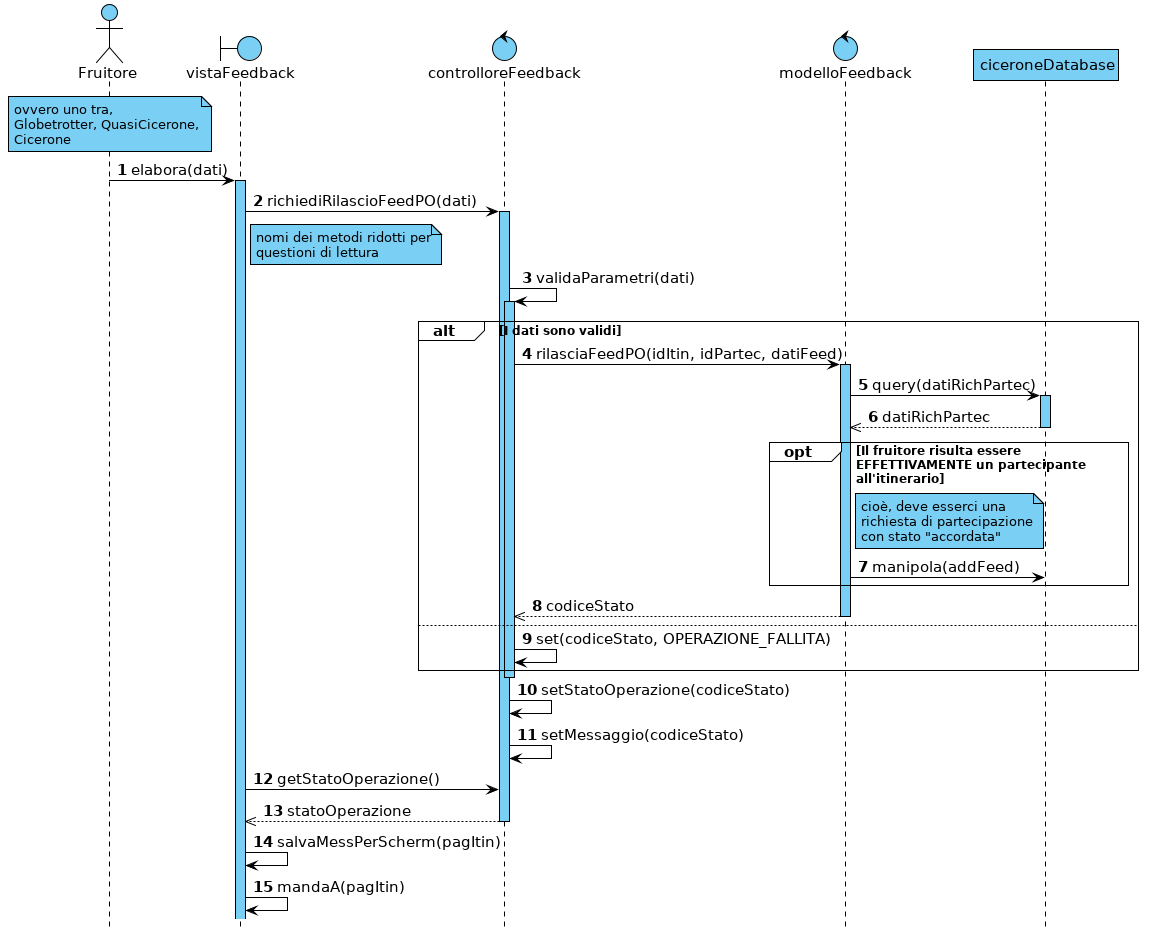 Fruitore
vistaFeedback
controlloreFeedback
modelloFeedback
ciceroneDatabase
ovvero uno tra,
Globetrotter, QuasiCicerone,
Cicerone
1 elabora(dati)
2 richiediRilascioFeedPO(dati)
nomi dei metodi ridotti per
questioni di lettura
3 validaParametri(dati)
alt [I dati sono validi]
4 rilasciaFeedPO(idItin, idPartec, datiFeed)
5 query(datiRichPartec)
6 datiRichPartec
opt [Il fruitore risulta essere
EFFETTIVAMENTE un partecipante
all'itinerario]
cioè, deve esserci una
richiesta di partecipazione
con stato "accordata"
7 manipola(addFeed)
8 codiceStato
9 set(codiceStato, OPERAZIONE_FALLITA)
10 setStatoOperazione(codiceStato)
11 setMessaggio(codiceStato)
12 getStatoOperazione()
13 statoOperazione
14 salvaMessPerScherm(pagItin)
15 mandaA(pagItin)